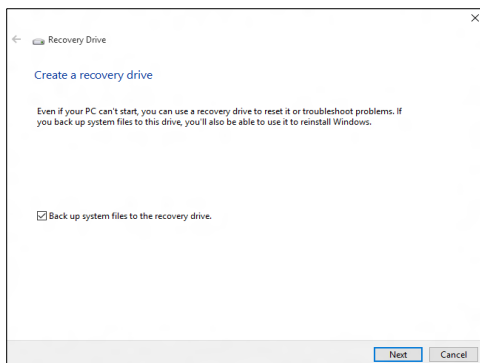 Recovery Drive
Create a recovery drive
Even if your PC can't start, you can use a recovery drive to reset it or troubleshoot problems. If
you back up system files to this drive, you'll also be able to use it to reinstall Windows.
Back up system files to the recovery drive.
Next Cancel